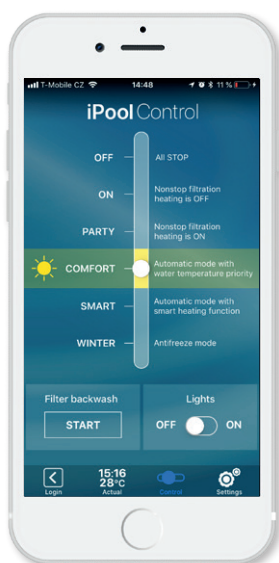 T-Mobile CZ 14:48 11 %
iPool Control
OFF All STOP
ON Nonstop filtration
heating is OFF
PARTY Nonstop filtration
heating is ON
COMFORT Automatic mode with
water temperature priority
SMART Automatic mode with
smart heating function
WINTER Antifreeze mode
Filter backwash Lights
START OFF ON
15:16
28°C
Login Actual Control Settings